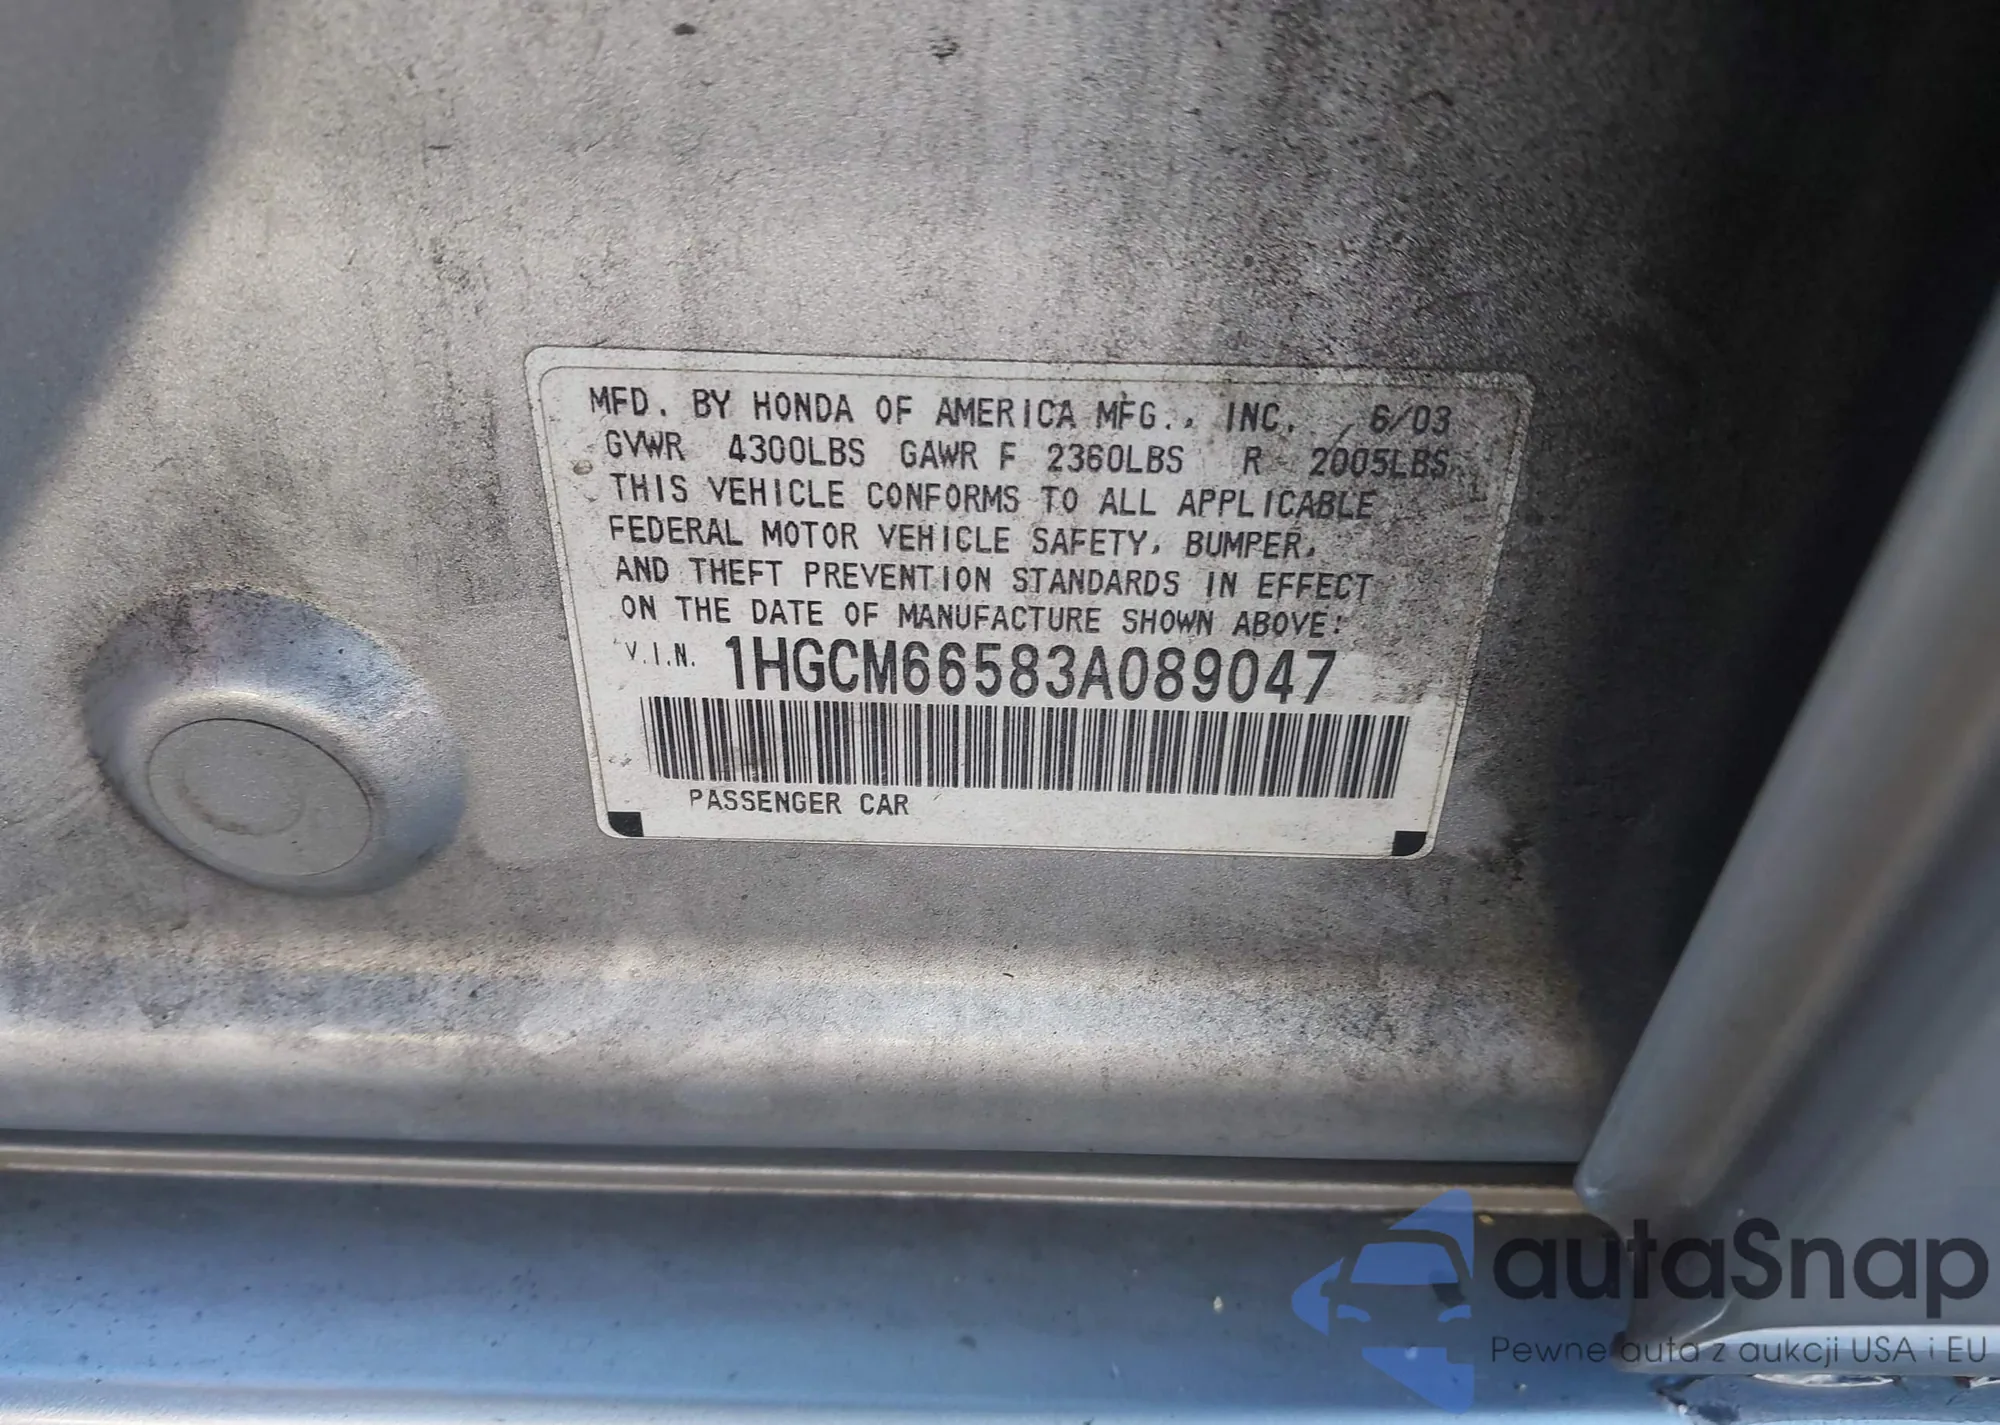 MFD. BY HONDA OF AMERICA MFG., INC. 6/03
GVWR 4300LBS GAWR F 2360LBS R 2005LBS
THIS VEHICLE CONFORMS TO ALL APPLICABLE
FEDERAL MOTOR VEHICLE SAFETY, BUMPER,
AND THEFT PREVENTION STANDARDS IN EFFECT
ON THE DATE OF MANUFACTURE SHOWN ABOVE:
V.I.N. 1HGCM66583A089047
PASSENGER CAR
autaSnap
Pewne auta z aukcji USA i EU